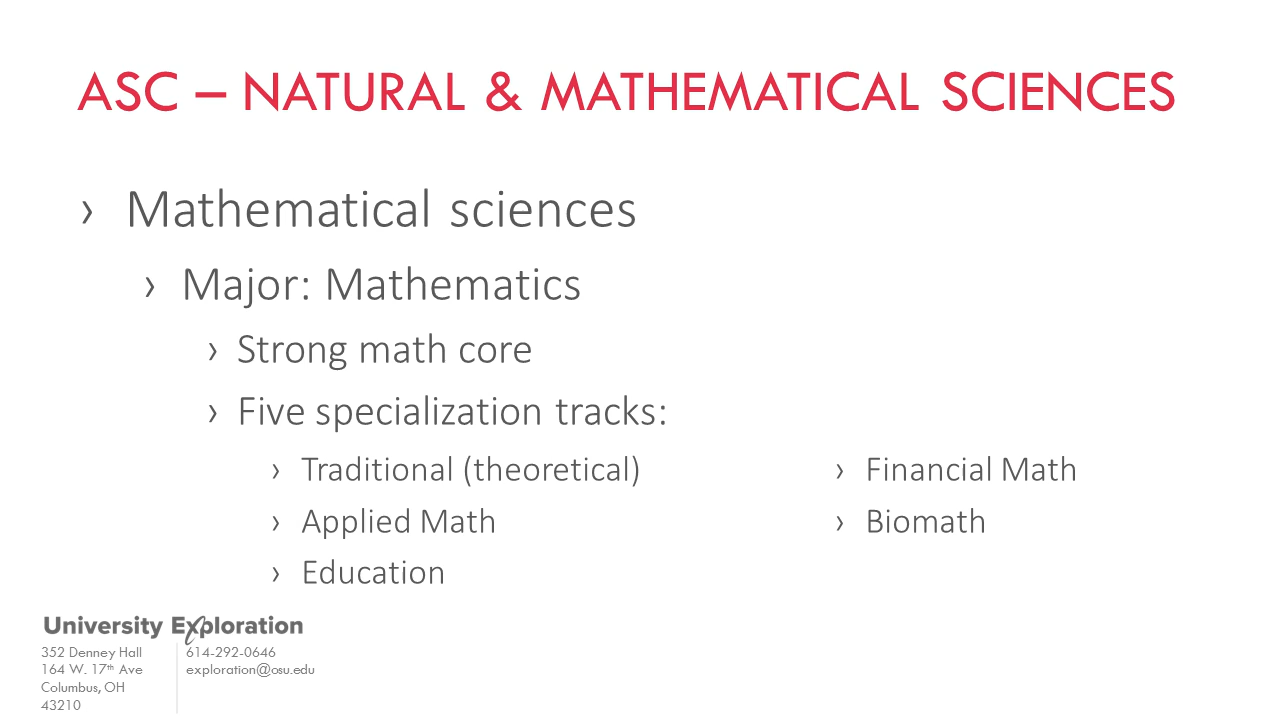 ASC – NATURAL & MATHEMATICAL SCIENCES
› Mathematical sciences
› Major: Mathematics
› Strong math core
› Five specialization tracks:
› Traditional (theoretical)
› Applied Math
› Education
› Financial Math
› Biomath
University Exploration
352 Denney Hall
164 W. 17th Ave
Columbus, OH
43210
614-292-0646
exploration@osu.edu